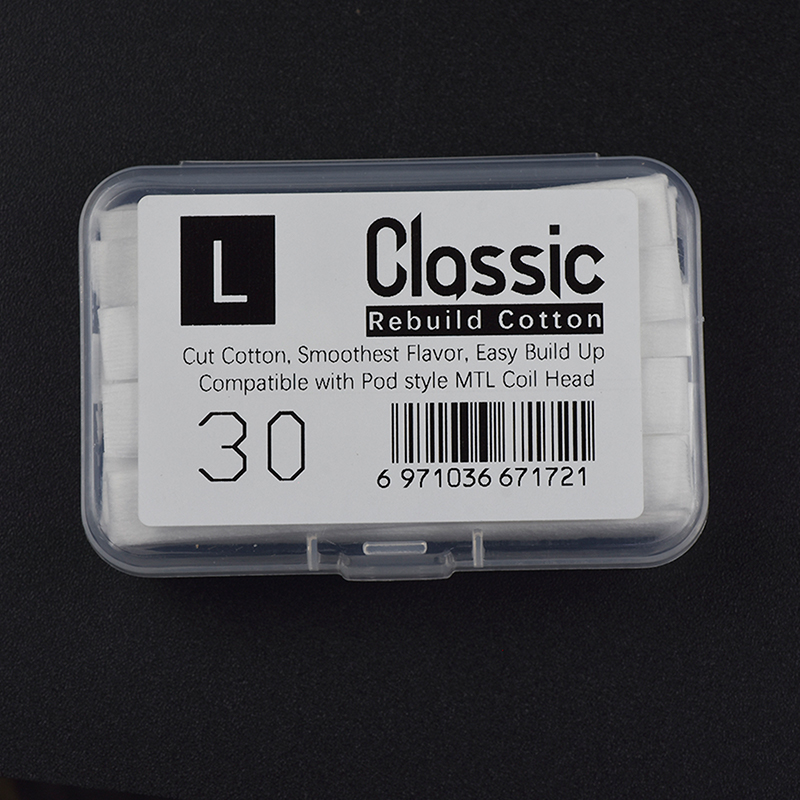 L
Classic
Rebuild Cotton
Cut Cotton, Smoothest Flavor, Easy Build Up
Compatible with Pod style MTL Coil Head
30
6 971036 671721